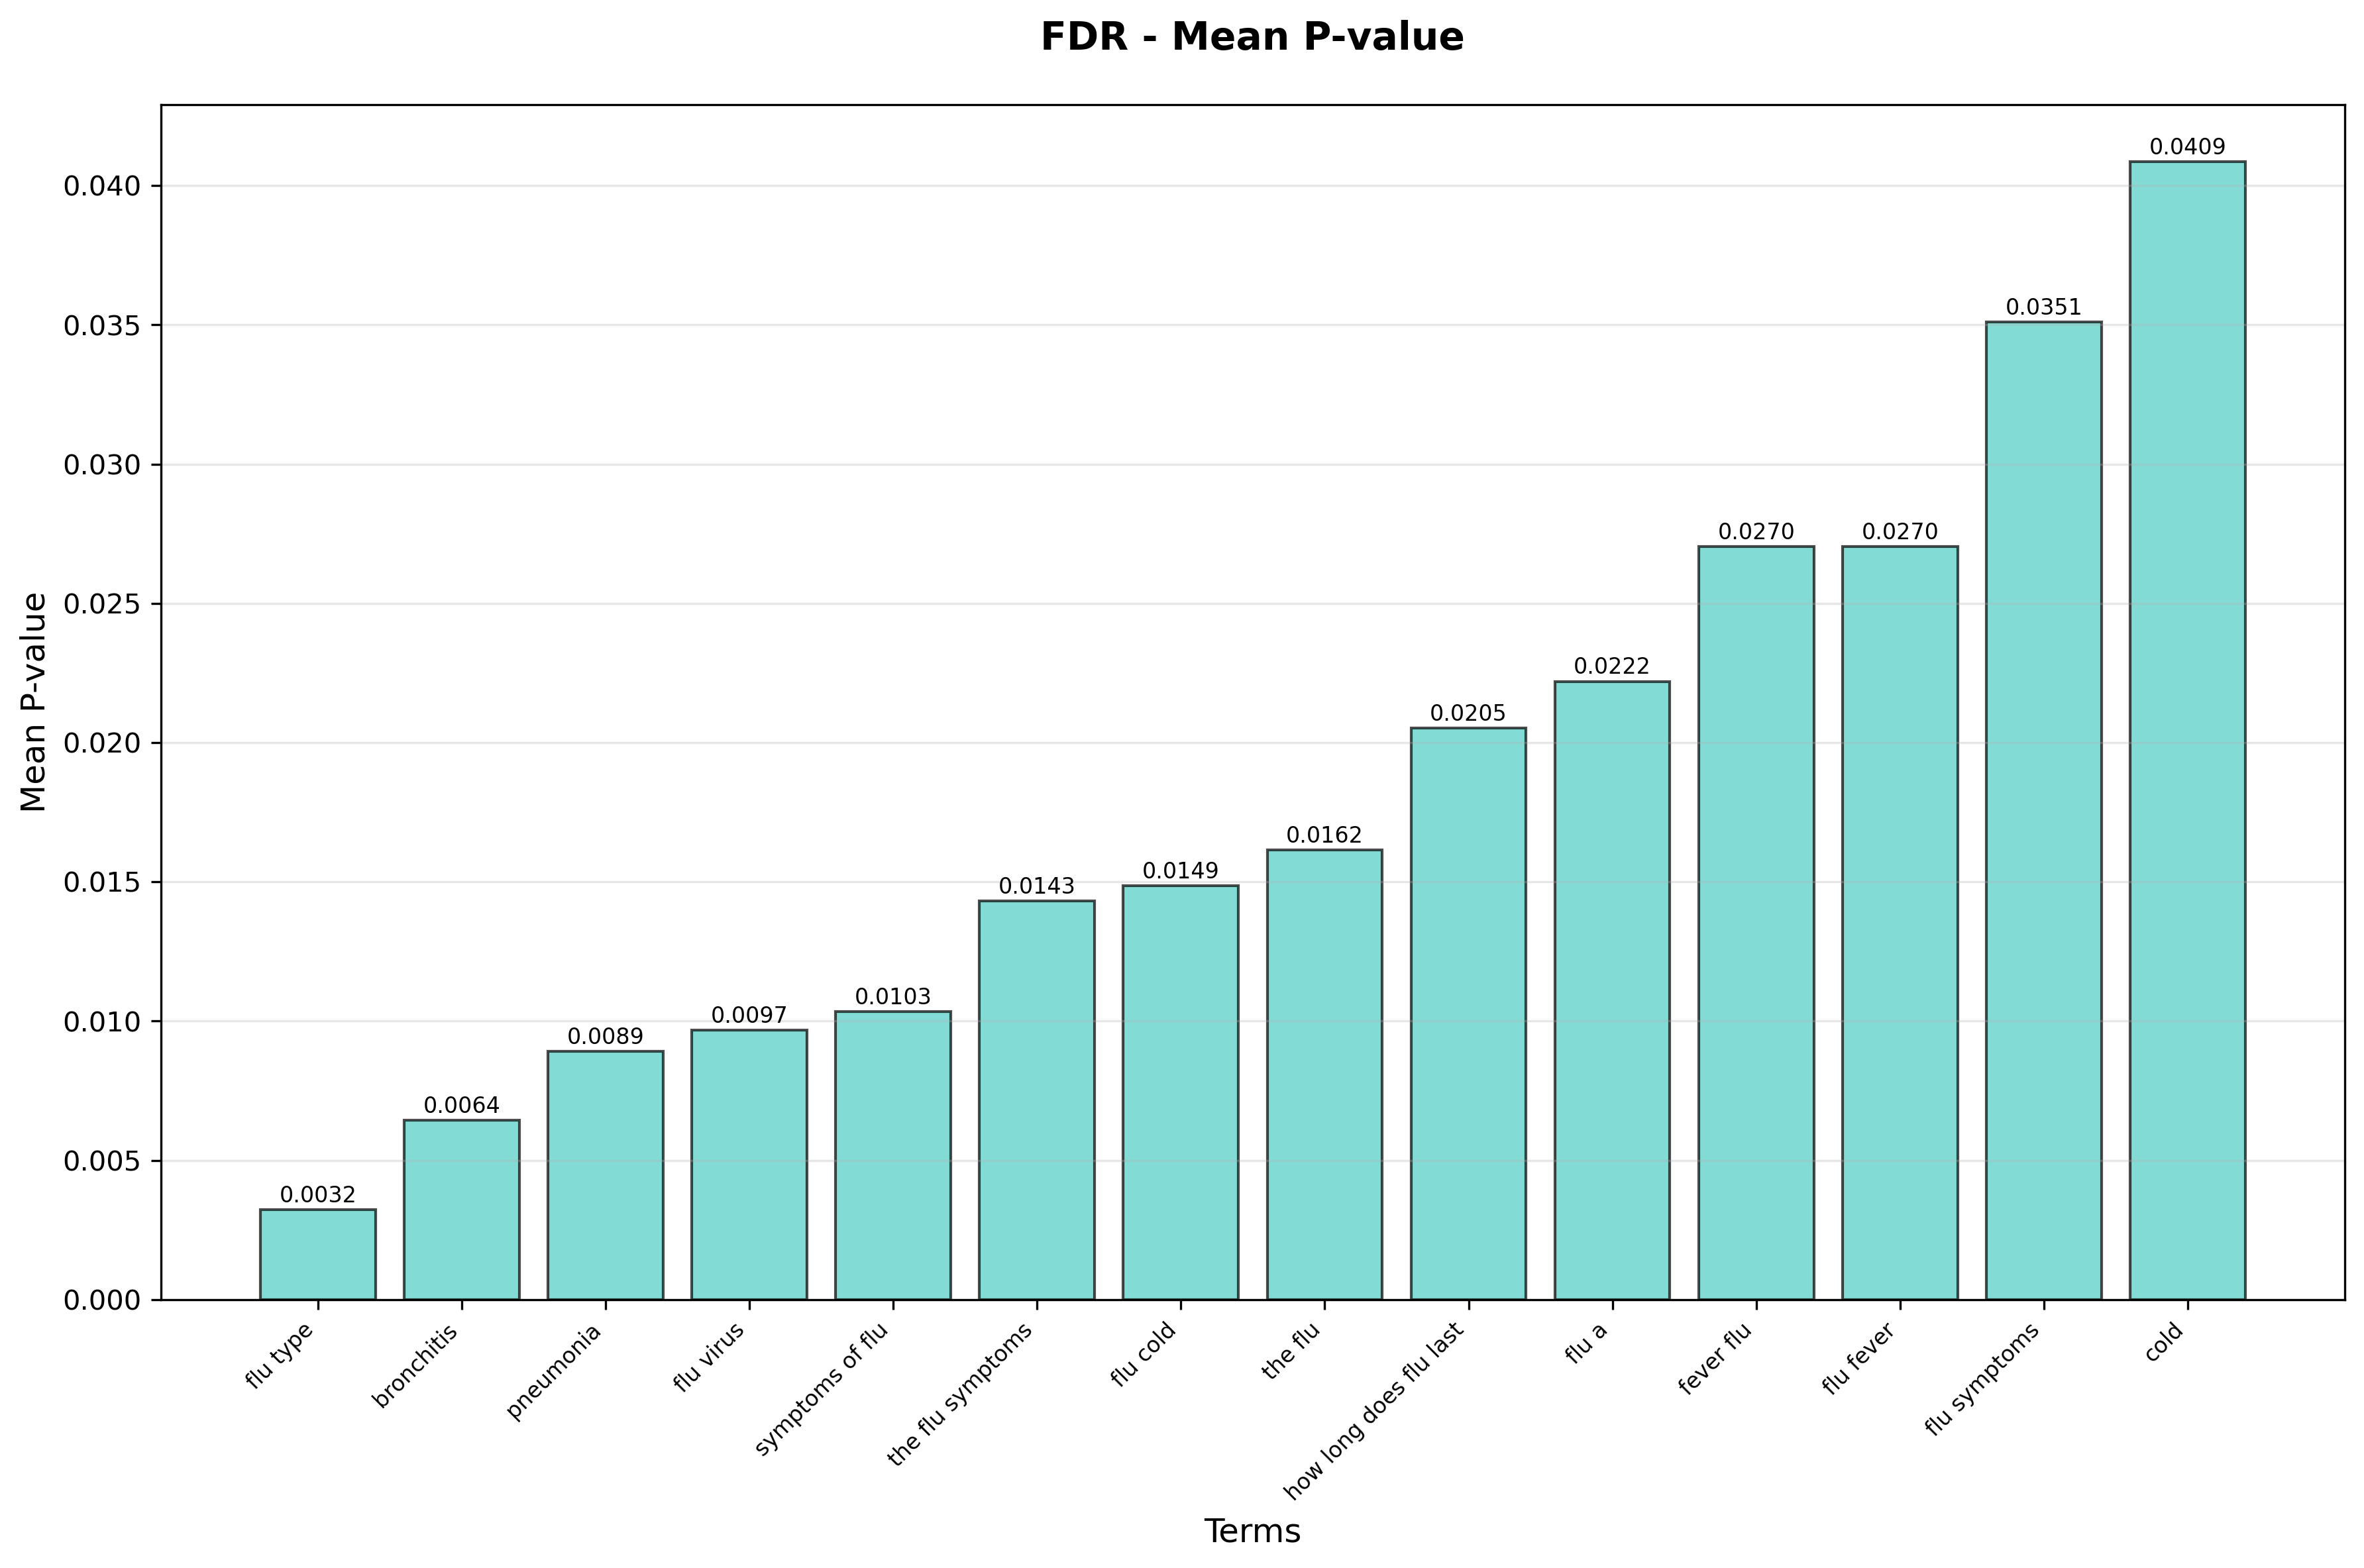 FDR - Mean P-value
Mean P-value
0.040
0.035
0.030
0.025
0.020
0.015
0.010
0.005
0.000
0.0032
0.0064
0.0089
0.0097
0.0103
0.0143
0.0149
0.0162
0.0205
0.0222
0.0270
0.0270
0.0351
0.0409
flu type
bronchitis
pneumonia
flu virus
symptoms of flu
the flu symptoms
flu cold
the flu
how long does flu last
flu a
fever flu
flu fever
flu symptoms
cold
Terms